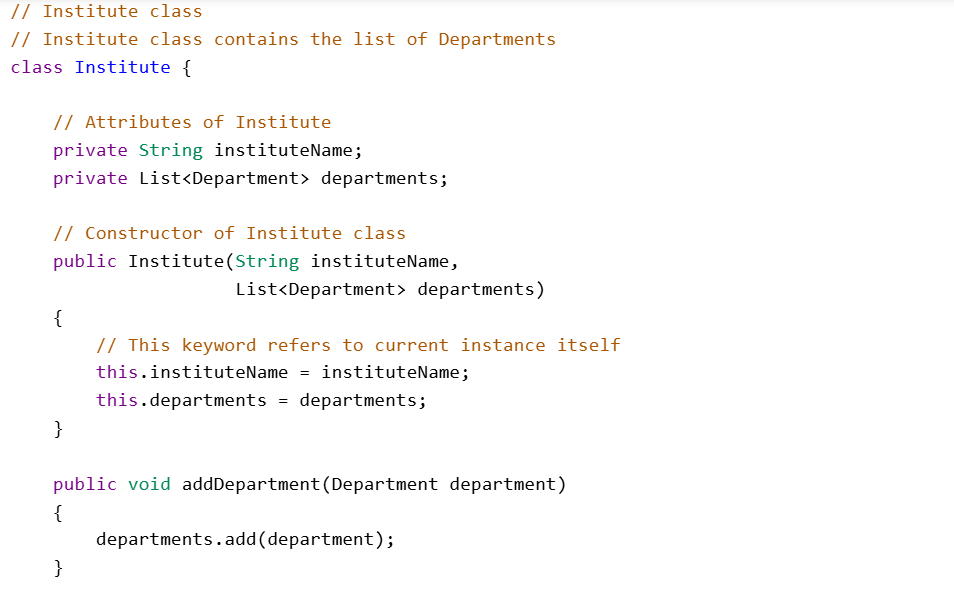 // Institute class
// Institute class contains the list of Departments
class Institute {
    // Attributes of Institute
    private String instituteName;
    private List<Department> departments;
    // Constructor of Institute class
    public Institute(String instituteName,
                     List<Department> departments)
    {
        // This keyword refers to current instance itself
        this.instituteName = instituteName;
        this.departments = departments;
    }
    public void addDepartment(Department department)
    {
        departments.add(department);
    }